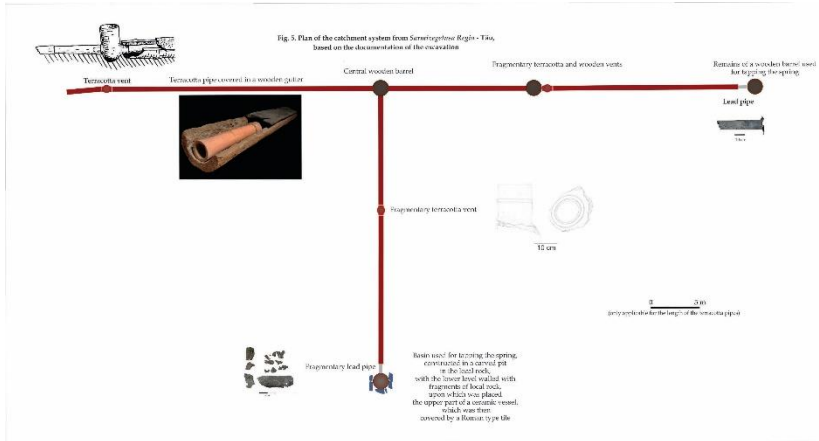 Fig. 5. Plan of the catchment system from Sarmizegetusa Regia - Tău,
based on the documentation of the excavation
Terracotta vent
Terracotta pipe covered in a wooden gutter
Central wooden barrel
Fragmentary terracotta and wooden vents
Remains of a wooden barrel used
for tapping the spring
Lead pipe
Fragmentary terracotta vent
10 cm
(only applicable for the length of the terracotta pipes)
Fragmentary lead pipe
Basin used for tapping the spring,
constructed in a carved pit
in the local rock,
with the lower level walled with
fragments of local rock,
upon which was placed
the upper part of a ceramic vessel,
which was then
covered by a Roman type tile